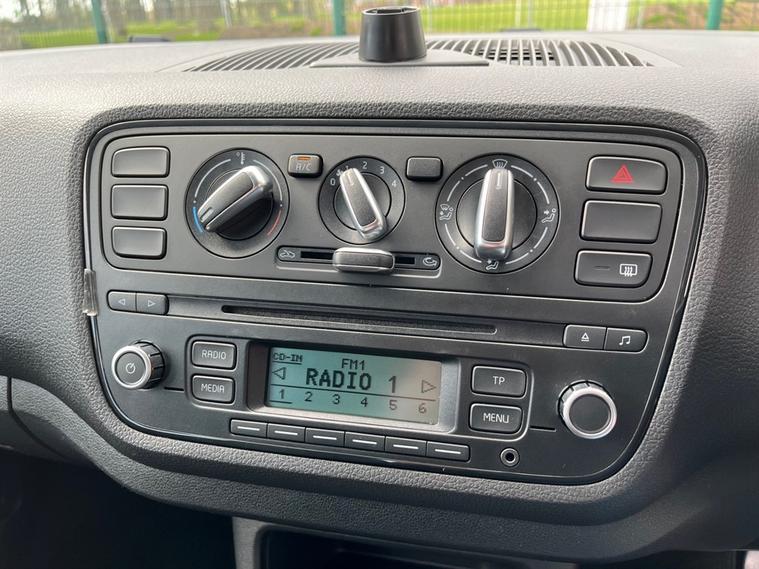 A/C
0 1 2 3 4
RADIO
MEDIA
CD-IN
FM1
RADIO 1
1 2 3 4 5 6
TP
MENU